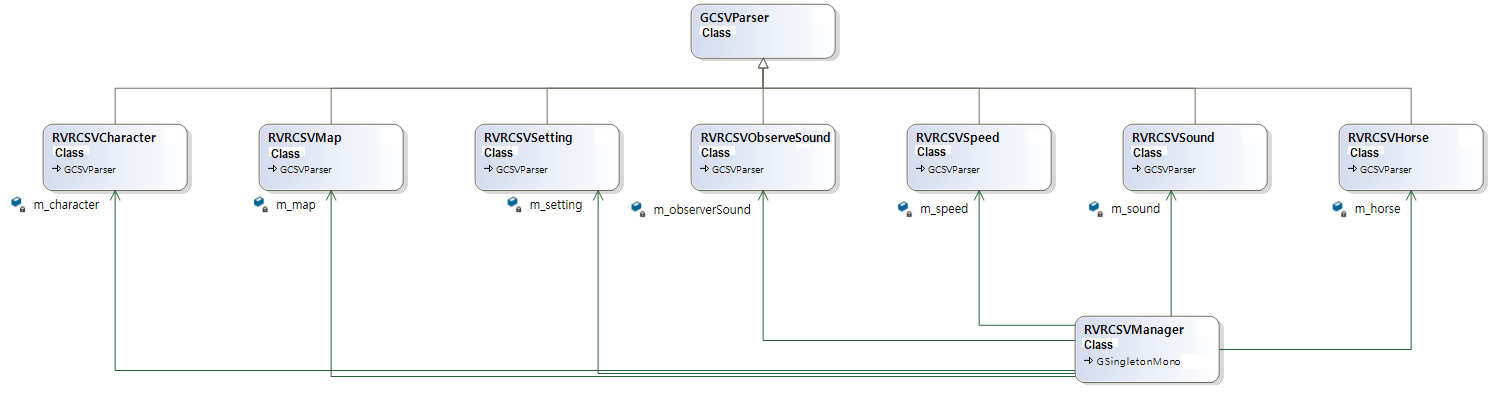 GCSVParser
Class
RVRCSVCharacter
Class
→ GCSVParser
RVRCSVMap
Class
→ GCSVParser
RVRCSVSetting
Class
→ GCSVParser
RVRCSVObserveSound
Class
→ GCSVParser
RVRCSVSpeed
Class
→ GCSVParser
RVRCSVSound
Class
→ GCSVParser
RVRCSVHorse
Class
→ GCSVParser
m_character
m_map
m_setting
m_observerSound
m_speed
m_sound
m_horse
RVRCSVManager
Class
→ GSingletonMono